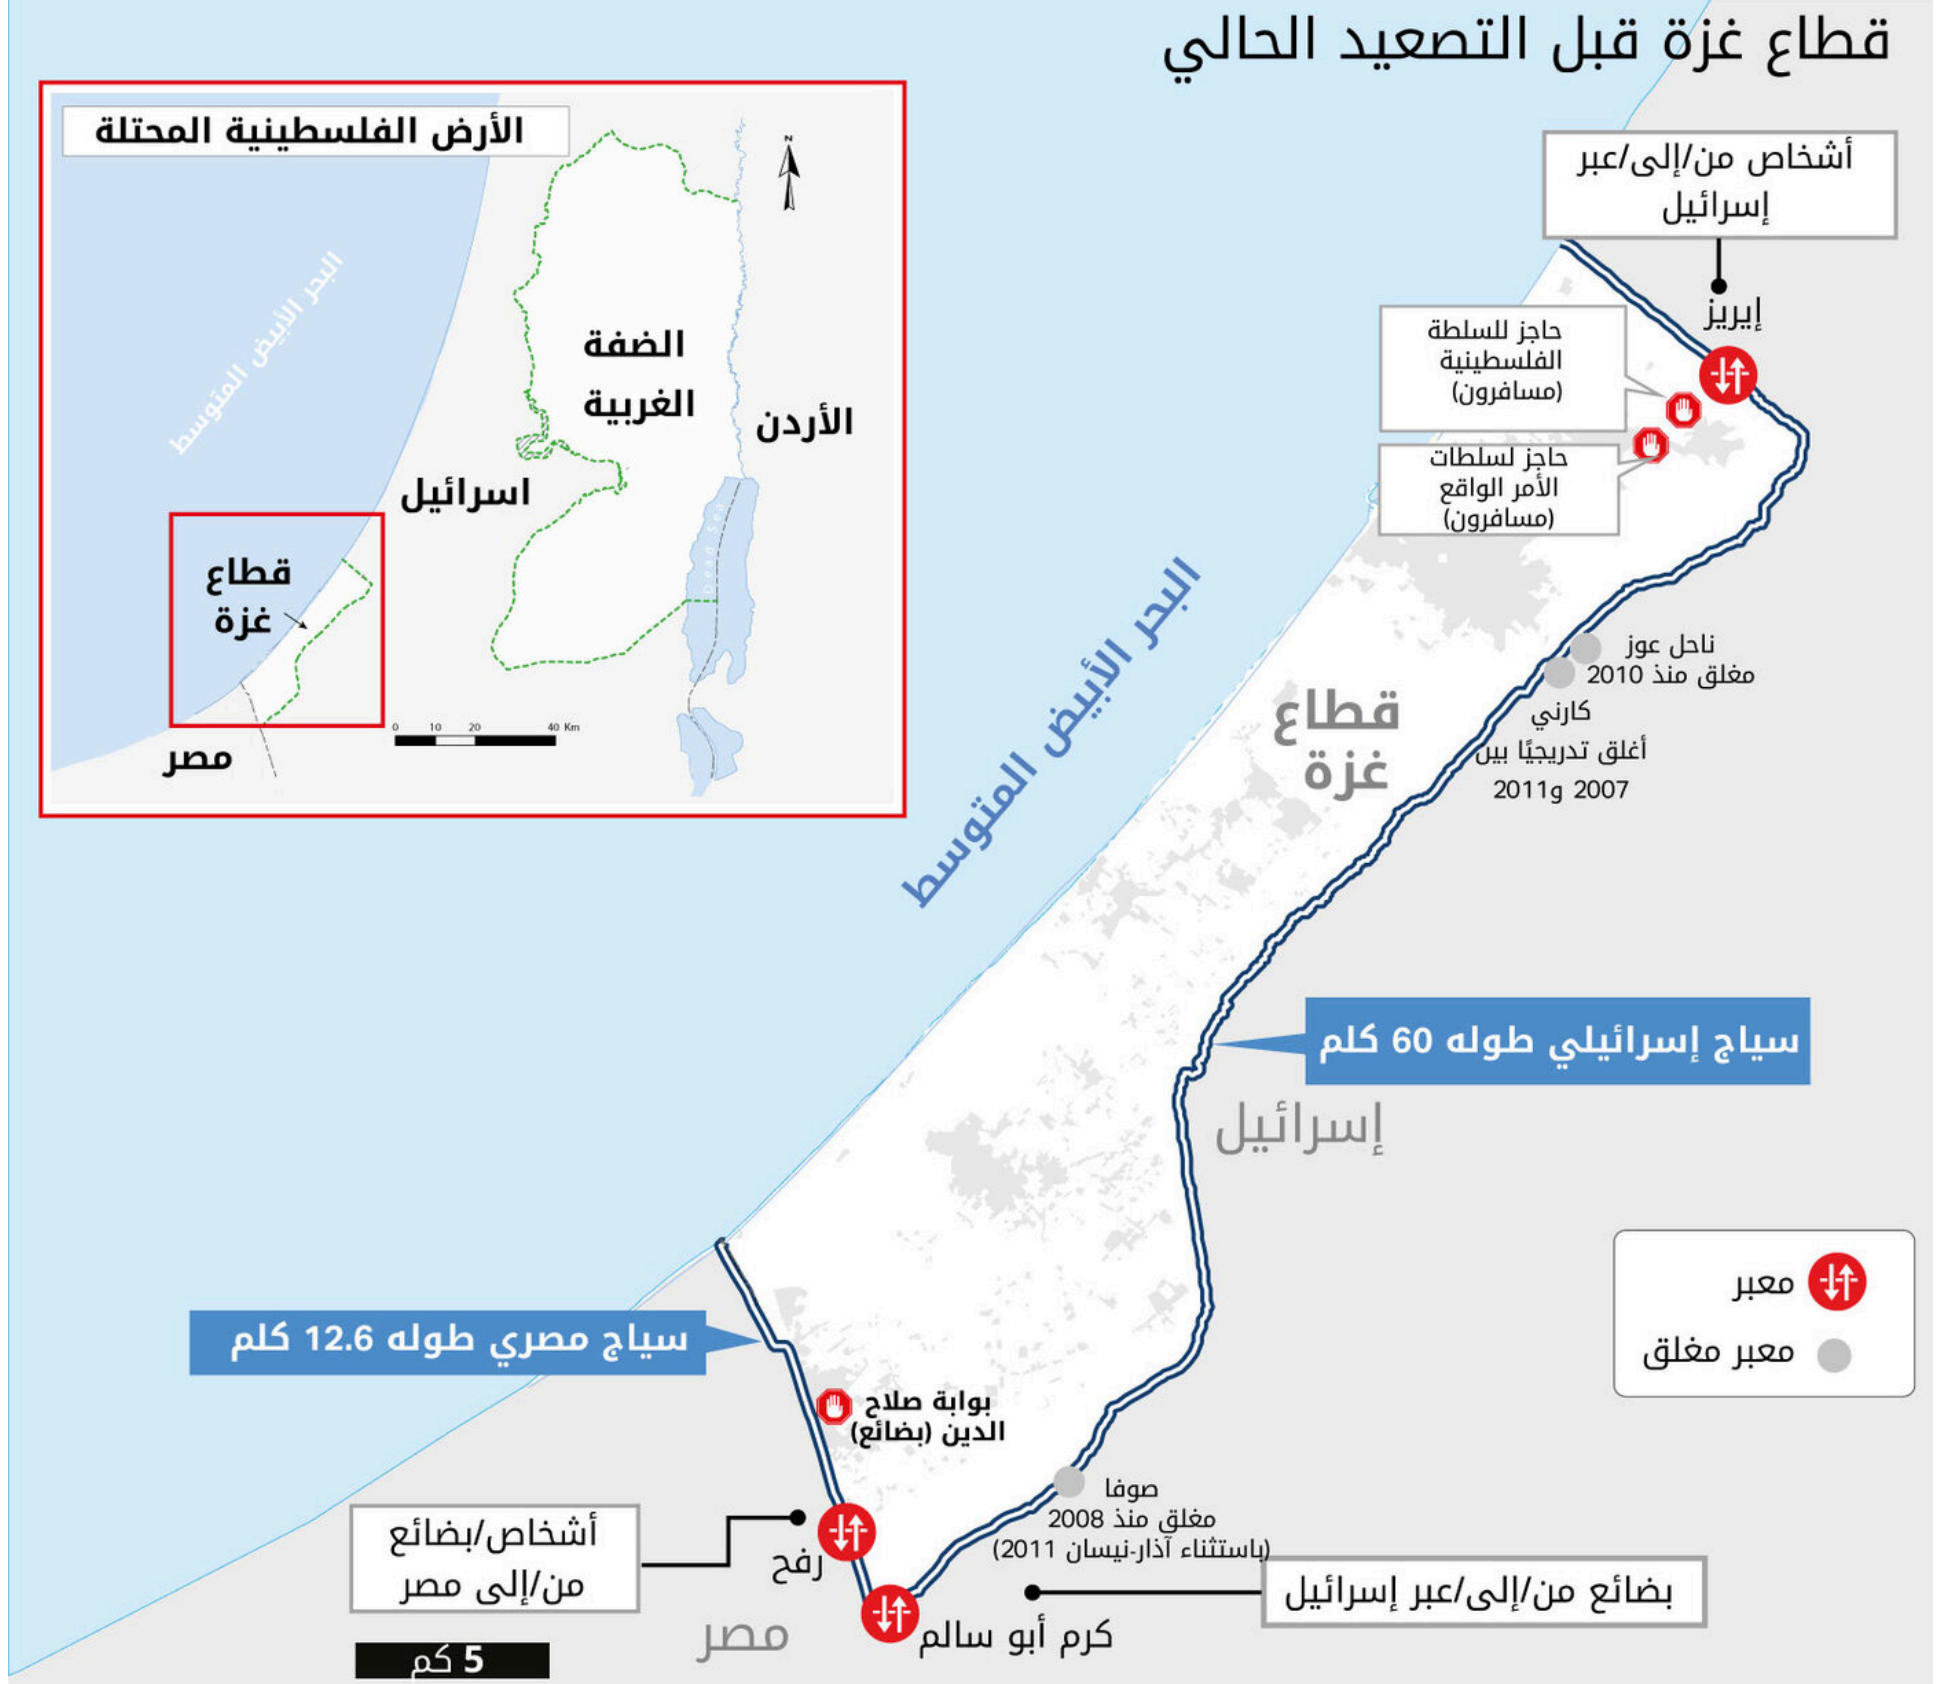 قطاع غزة قبل التصعيد الحالي
الأرض الفلسطينية المحتلة
N
البحر الأبيض المتوسط
الضفة
الغربية
الأردن
اسرائيل
Dead Sea
قطاع
غزة
مصر
0 10 20 40 Km
أشخاص من/إلى/عبر
إسرائيل
إيريز
حاجز للسلطة
الفلسطينية
(مسافرون)
حاجز لسلطات
الأمر الواقع
(مسافرون)
البحر الأبيض المتوسط
ناحل عوز
مغلق منذ 2010
كارني
أغلق تدريجيًا بين
2007 و2011
قطاع
غزة
سياج إسرائيلي طوله 60 كلم
إسرائيل
معبر
معبر مغلق
سياج مصري طوله 12.6 كلم
بوابة صلاح
الدين (بضائع)
صوفا
مغلق منذ 2008
(باستثناء آذار-نيسان 2011)
أشخاص/بضائع
من/إلى مصر
رفح
بضائع من/إلى/عبر إسرائيل
كرم أبو سالم
مصر
5 كم